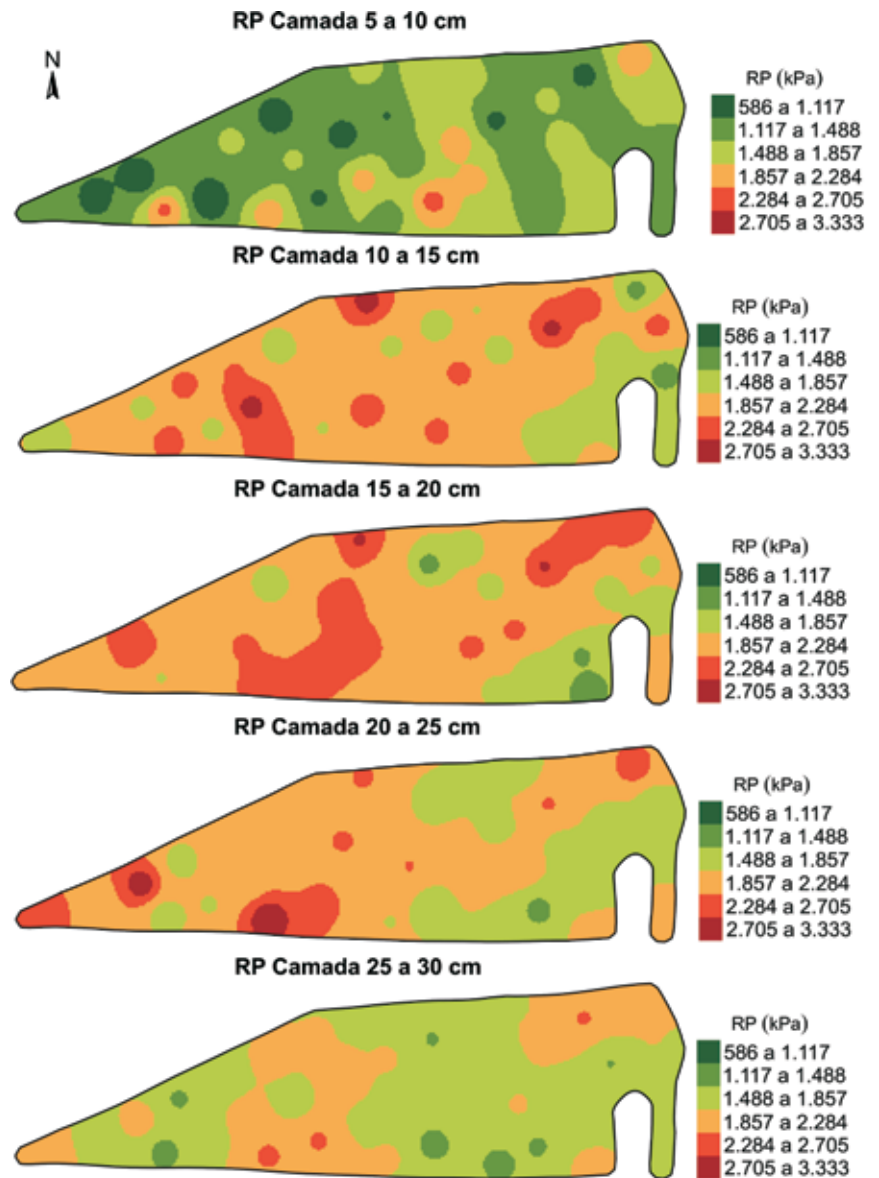 RP Camada 5 a 10 cm
N
RP (kPa)
586 a 1.117
1.117 a 1.488
1.488 a 1.857
1.857 a 2.284
2.284 a 2.705
2.705 a 3.333
RP Camada 10 a 15 cm
RP (kPa)
586 a 1.117
1.117 a 1.488
1.488 a 1.857
1.857 a 2.284
2.284 a 2.705
2.705 a 3.333
RP Camada 15 a 20 cm
RP (kPa)
586 a 1.117
1.117 a 1.488
1.488 a 1.857
1.857 a 2.284
2.284 a 2.705
2.705 a 3.333
RP Camada 20 a 25 cm
RP (kPa)
586 a 1.117
1.117 a 1.488
1.488 a 1.857
1.857 a 2.284
2.284 a 2.705
2.705 a 3.333
RP Camada 25 a 30 cm
RP (kPa)
586 a 1.117
1.117 a 1.488
1.488 a 1.857
1.857 a 2.284
2.284 a 2.705
2.705 a 3.333